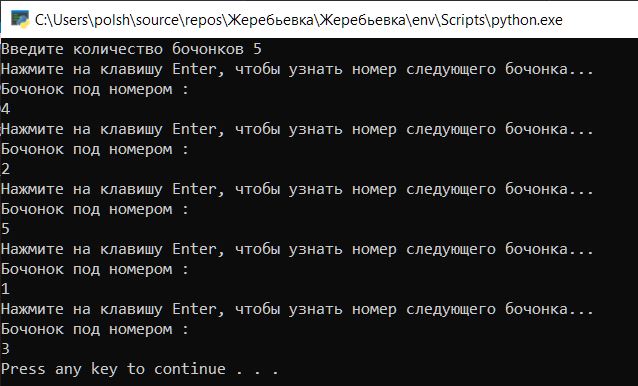 C:\Users\polsh\source\repos\Жеребьевка\Жеребьевка\env\Scripts\python.exe
Введите количество бочонков 5
Нажмите на клавишу Enter, чтобы узнать номер следующего бочонка...
Бочонок под номером :
4
Нажмите на клавишу Enter, чтобы узнать номер следующего бочонка...
Бочонок под номером :
2
Нажмите на клавишу Enter, чтобы узнать номер следующего бочонка...
Бочонок под номером :
5
Нажмите на клавишу Enter, чтобы узнать номер следующего бочонка...
Бочонок под номером :
1
Нажмите на клавишу Enter, чтобы узнать номер следующего бочонка...
Бочонок под номером :
3
Press any key to continue . . .